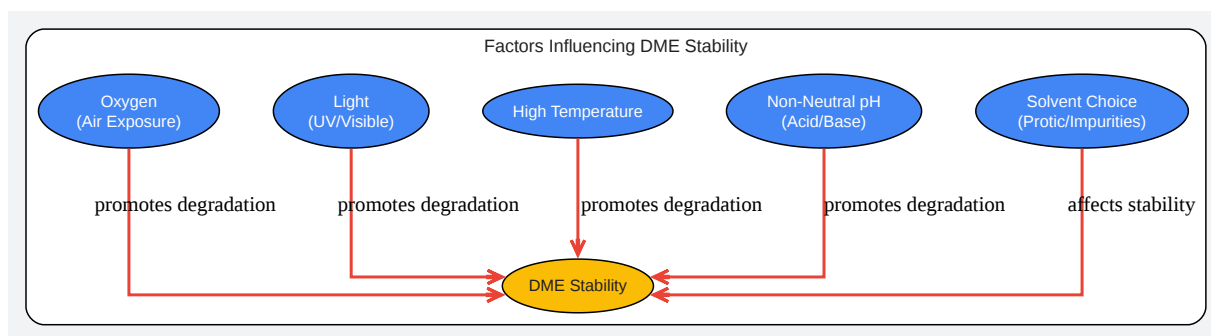 Factors Influencing DME Stability
Oxygen
(Air Exposure)
Light
(UV/Visible)
High Temperature
Non-Neutral pH
(Acid/Base)
Solvent Choice
(Protic/Impurities)
promotes degradation
promotes degradation
promotes degradation
promotes degradation
affects stability
DME Stability